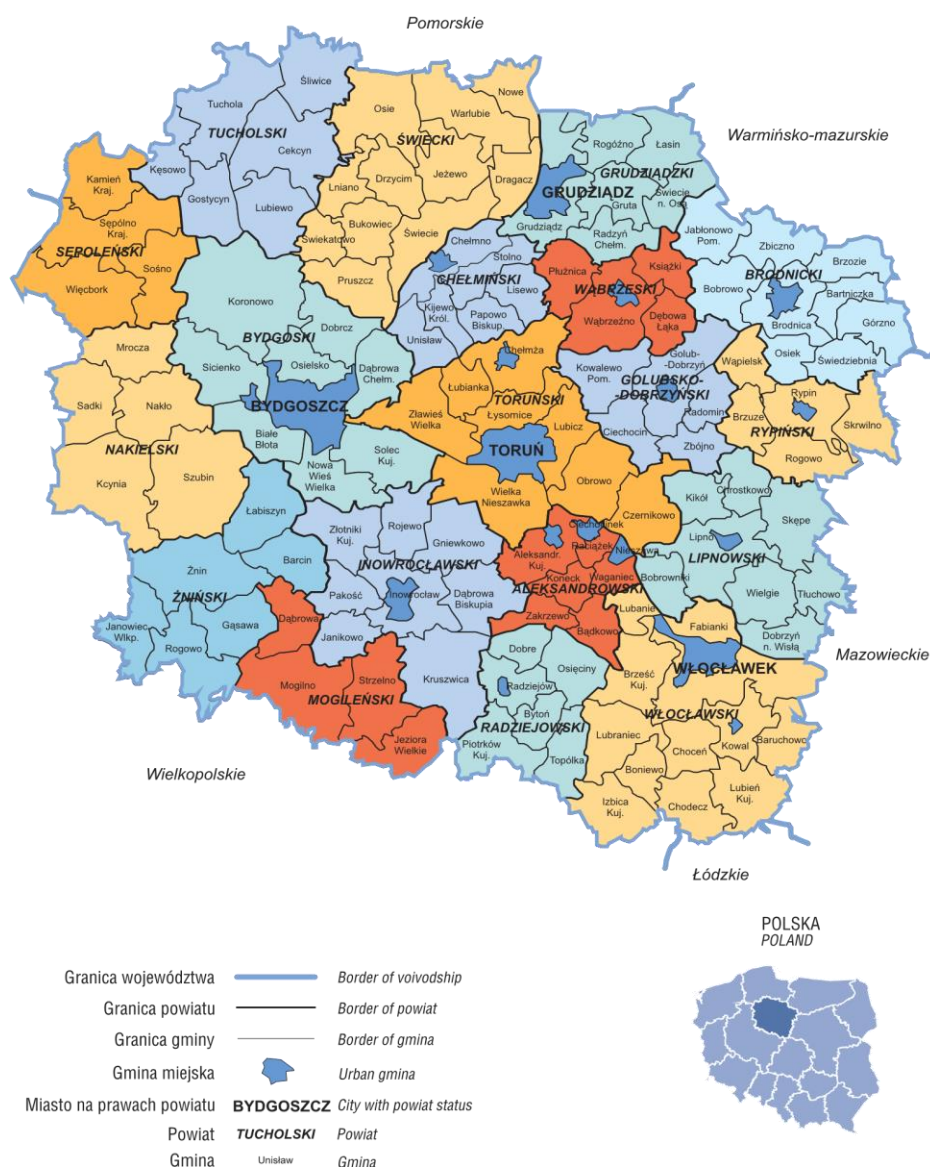 Pomorskie
Warmińsko-mazurskie
Śliwice
Tuchola
TUCHOLSKI
Cekcyn
Kęsowo
Gostycyn
Lubiewo
Nowe
Osie
Warlubie
ŚWIECKI
Lniano
Drzycim
Jeżewo
Dragacz
Bukowiec
Świekatowo
Świecie
Pruszcz
Rogóźno
Łasin
GRUDZIĄDZKI
GRUDZIĄDZ
Gruta
Świecie
n. Osą
Grudziądz
Radzyń
Chełm.
Kamień
Kraj.
Sępólno
Kraj.
SĘPOLEŃSKI
Sośno
Więcbork
Chełmno
Stolno
CHEŁMIŃSKI
Lisewo
Kijewo
Król.
Papowo
Biskup.
Unisław
Płużnica
Książki
WĄBRZESKI
Wąbrzeźno
Dębowa
Łąka
Jabłonowo
Pom.
Zbiczno
Brzozie
BRODNICKI
Bobrowo
Bartniczka
Brodnica
Górzno
Osiek
Świedziebnia
Koronowo
Dobrcz
BYDGOSKI
Sicienko
Osielsko
Dąbrowa
Chełm.
BYDGOSZCZ
Białe
Błota
Nowa
Wieś
Wielka
Solec
Kuj.
Mrocza
Sadki
Nakło
NAKIELSKI
Kcynia
Szubin
Chełmża
Łubianka
TORUŃSKI
Zławieś
Wielka
Łysomice
Lubicz
TORUŃ
Wielka
Nieszawka
Obrowo
Czernikowo
Golub-
-Dobrzyń
Kowalewo
Pom.
GOLUBSKO-
-DOBRZYŃSKI
Radomin
Ciechocin
Zbójno
Wąpielsk
Rypin
Brzuze
Skrwilno
RYPIŃSKI
Rogowo
Kikół
Chrostkowo
Skępe
Lipno
LIPNOWSKI
Bobrowniki
Wielgie
Tłuchowo
Dobrzyń
n. Wisłą
Łabiszyn
Żnin
Barcin
ŻNIŃSKI
Gąsawa
Janowiec
Wlkp.
Rogowo
Złotniki
Kuj.
Rojewo
Gniewkowo
INOWROCŁAWSKI
Pakość
Inowrocław
Dąbrowa
Biskupia
Janikowo
Kruszwica
Ciechocinek
Aleksandr.
Kuj.
Raciążek
Nieszawa
Koneck
Waganiec
ALEKSANDROWSKI
Zakrzewo
Bądkowo
Dąbrowa
Mogilno
Strzelno
MOGILEŃSKI
Jeziora
Wielkie
Dobre
Osięciny
Radziejów
Bytoń
RADZIEJOWSKI
Piotrków
Kuj.
Topólka
Lubanie
Fabianki
WŁOCŁAWEK
Brześć
Kuj.
WŁOCŁAWSKI
Lubraniec
Kowal
Baruchowo
Choceń
Boniewo
Lubień
Kuj.
Izbica
Kuj.
Chodecz
Mazowieckie
Wielkopolskie
Łódzkie
POLSKA
POLAND
Granica województwa Border of voivodship
Granica powiatu Border of powiat
Granica gminy Border of gmina
Gmina miejska Urban gmina
Miasto na prawach powiatu BYDGOSZCZ City with powiat status
Powiat TUCHOLSKI Powiat
Gmina Unisław Gmina